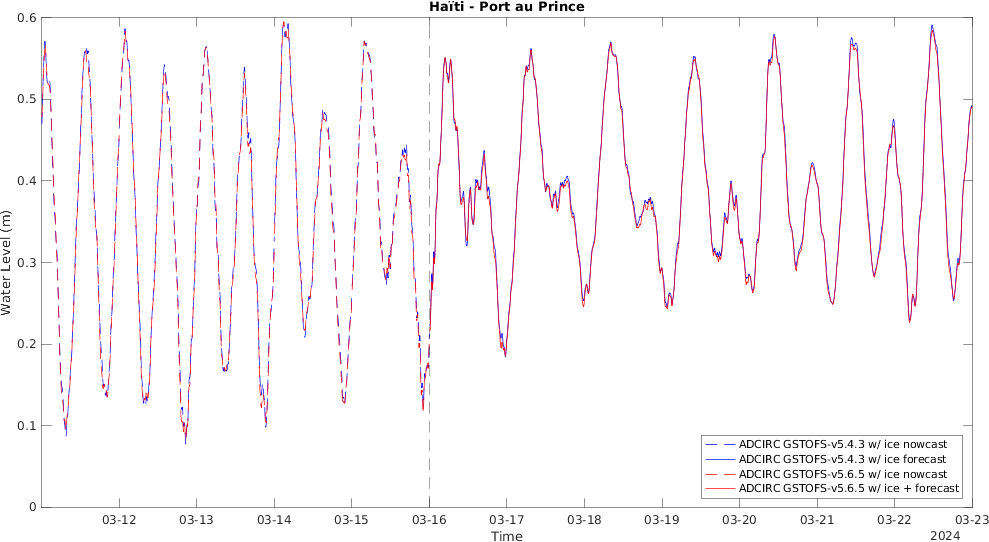 Haïti - Port au Prince
Water Level (m)
0.6
0.5
0.4
0.3
0.2
0.1
0
03-12 03-13 03-14 03-15 03-16 03-17 03-18 03-19 03-20 03-21 03-22 03-23
Time
2024
ADCIRC GSTOFS-v5.4.3 w/ ice nowcast
ADCIRC GSTOFS-v5.4.3 w/ ice forecast
ADCIRC GSTOFS-v5.6.5 w/ ice nowcast
ADCIRC GSTOFS-v5.6.5 w/ ice + forecast